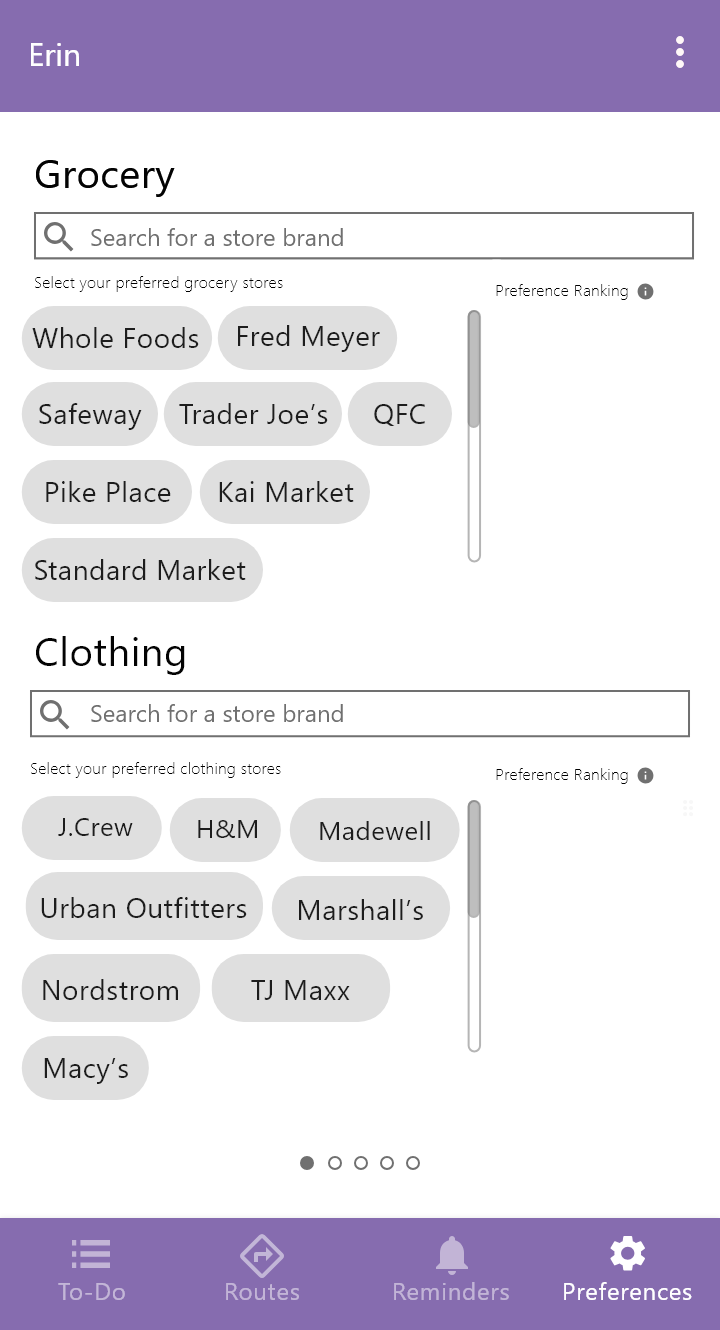 Erin
Grocery
Search for a store brand
Select your preferred grocery stores
Preference Ranking
Whole Foods
Fred Meyer
Safeway
Trader Joe’s
QFC
Pike Place
Kai Market
Standard Market
Clothing
Search for a store brand
Select your preferred clothing stores
Preference Ranking
J.Crew
H&M
Madewell
Urban Outfitters
Marshall’s
Nordstrom
TJ Maxx
Macy’s
To-Do
Routes
Reminders
Preferences